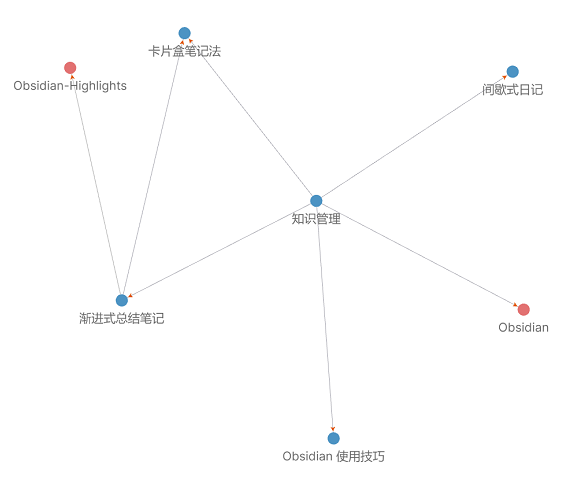 卡片盒笔记法
Obsidian-Highlights
间歇式日记
知识管理
渐进式总结笔记
Obsidian
Obsidian 使用技巧